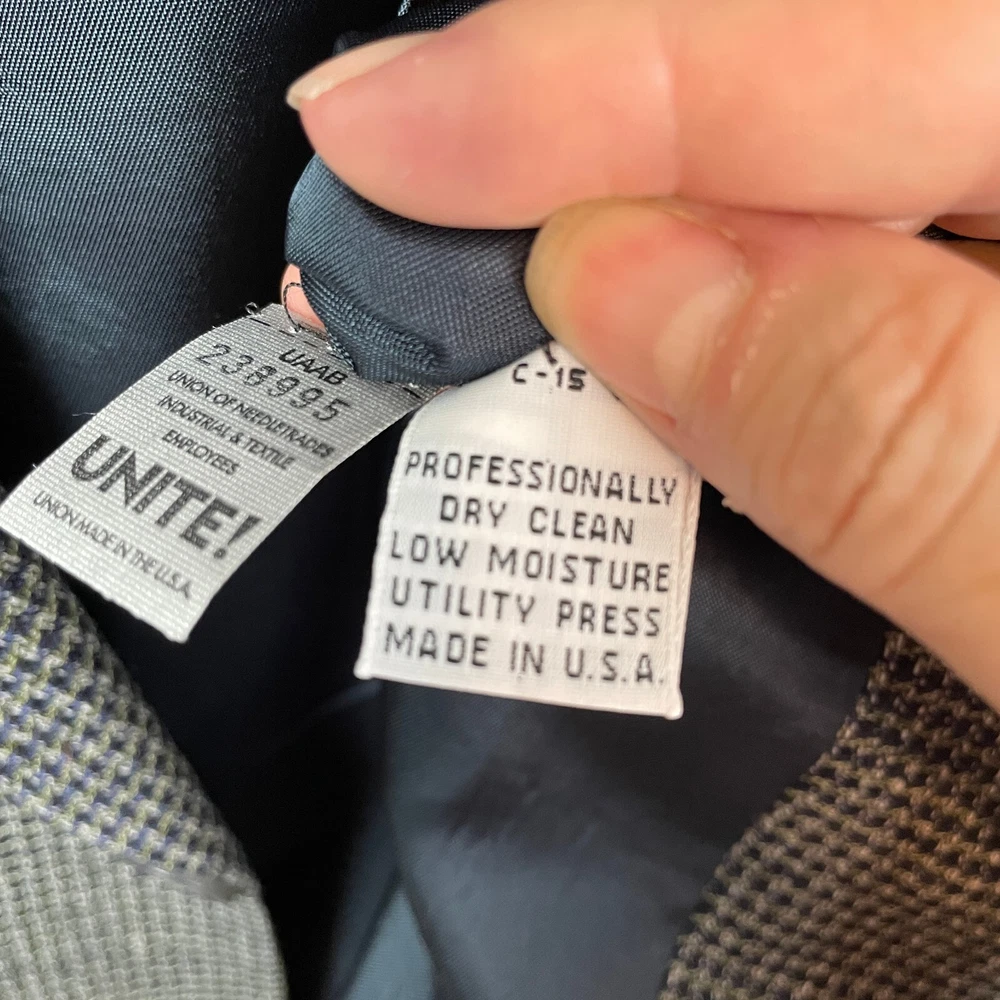 UAAB
238995
UNION OF NEEDLETRADES
INDUSTRIAL & TEXTILE
EMPLOYEES
UNITE!
UNION MADE IN THE U.S.A.
C-15
PROFESSIONALLY
DRY CLEAN
LOW MOISTURE
UTILITY PRESS
MADE IN U.S.A.